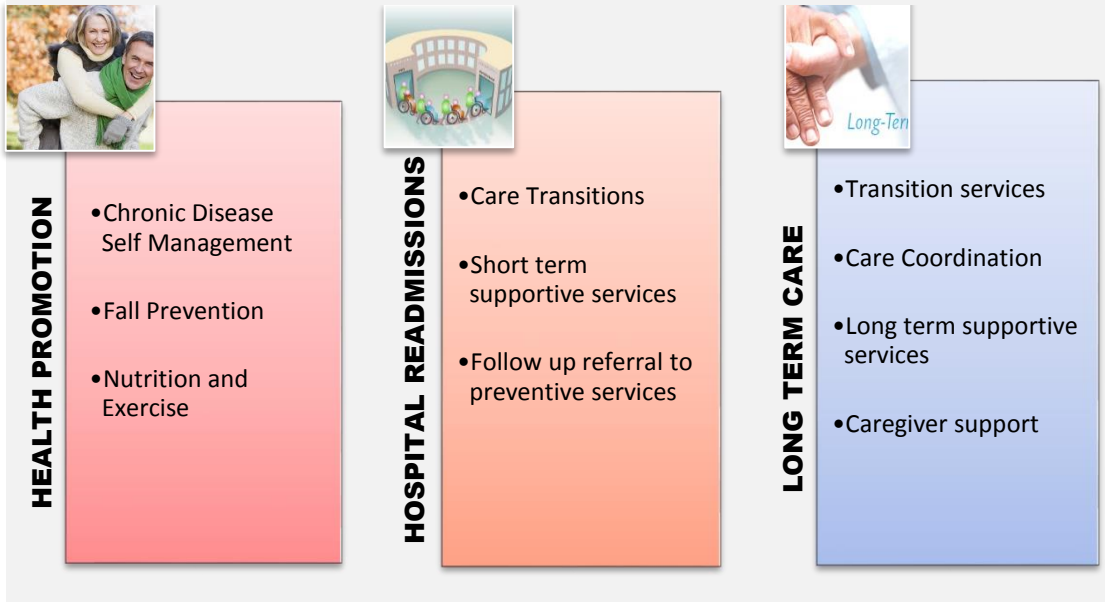 HEALTH PROMOTION
•Chronic Disease
Self Management
•Fall Prevention
•Nutrition and
Exercise
HOSPITAL READMISSIONS
•Care Transitions
•Short term
supportive services
•Follow up referral to
preventive services
Long-Ter
LONG TERM CARE
•Transition services
•Care Coordination
•Long term supportive
services
•Caregiver support